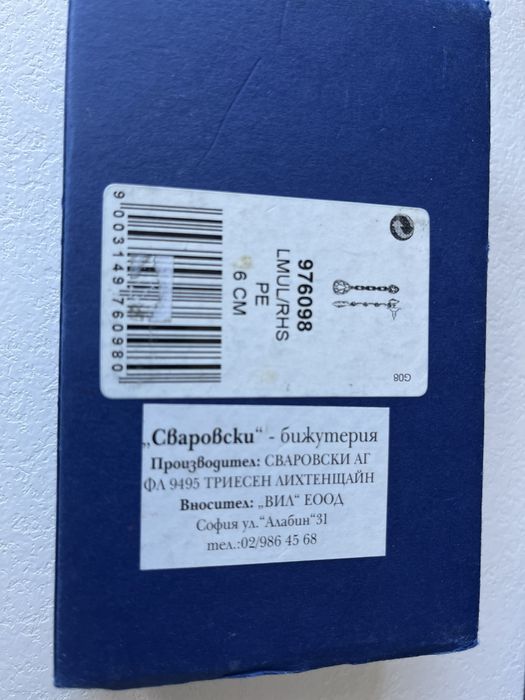 976098
LMUL/RHS
PE
6 CM
9 003149 760980
G08
„Сваровски“ - бижутерия
Производител: СВАРОВСКИ АГ
ФЛ 9495 ТРИЕСЕН ЛИХТЕНЩАЙН
Вносител: „ВИЛ“ ЕООД
София ул.“Алабин“31
тел.:02/986 45 68